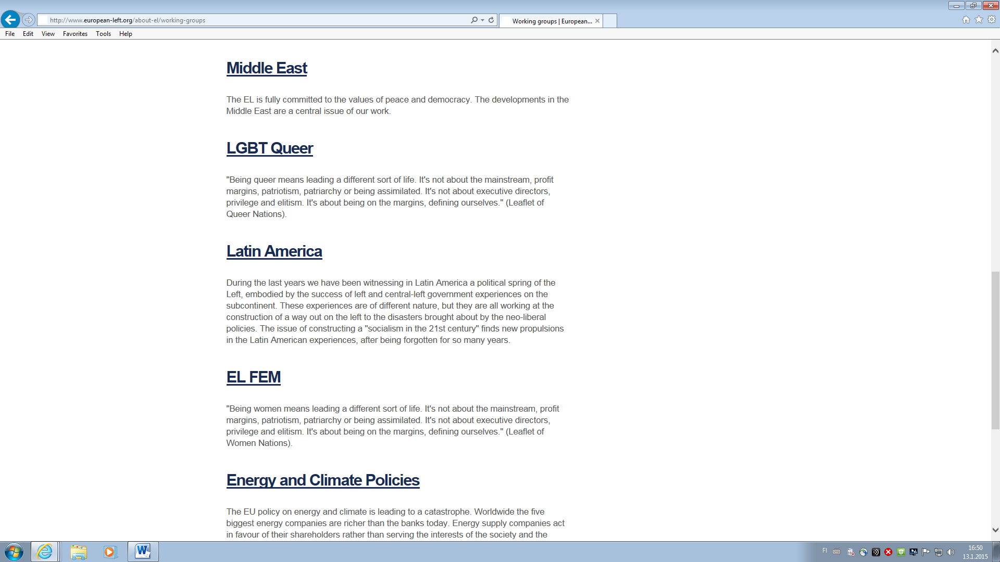 http://www.european-left.org/about-el/working-groups
Working groups | European...
File Edit View Favorites Tools Help
Middle East
The EL is fully committed to the values of peace and democracy. The developments in the
Middle East are a central issue of our work.
LGBT Queer
"Being queer means leading a different sort of life. It's not about the mainstream, profit
margins, patriotism, patriarchy or being assimilated. It's not about executive directors,
privilege and elitism. It's about being on the margins, defining ourselves." (Leaflet of
Queer Nations).
Latin America
During the last years we have been witnessing in Latin America a political spring of the
Left, embodied by the success of left and central-left government experiences on the
subcontinent. These experiences are of different nature, but they are all working at the
construction of a way out on the left to the disasters brought about by the neo-liberal
policies. The issue of constructing a "socialism in the 21st century" finds new propulsions
in the Latin American experiences, after being forgotten for so many years.
EL FEM
"Being women means leading a different sort of life. It's not about the mainstream, profit
margins, patriotism, patriarchy or being assimilated. It's not about executive directors,
privilege and elitism. It's about being on the margins, defining ourselves." (Leaflet of
Women Nations).
Energy and Climate Policies
The EU policy on energy and climate is leading to a catastrophe. Worldwide the five
biggest energy companies are richer than the banks today. Energy supply companies act
in favour of their shareholders rather than serving the interests of the society and the
FI
16:50
13.1.2015